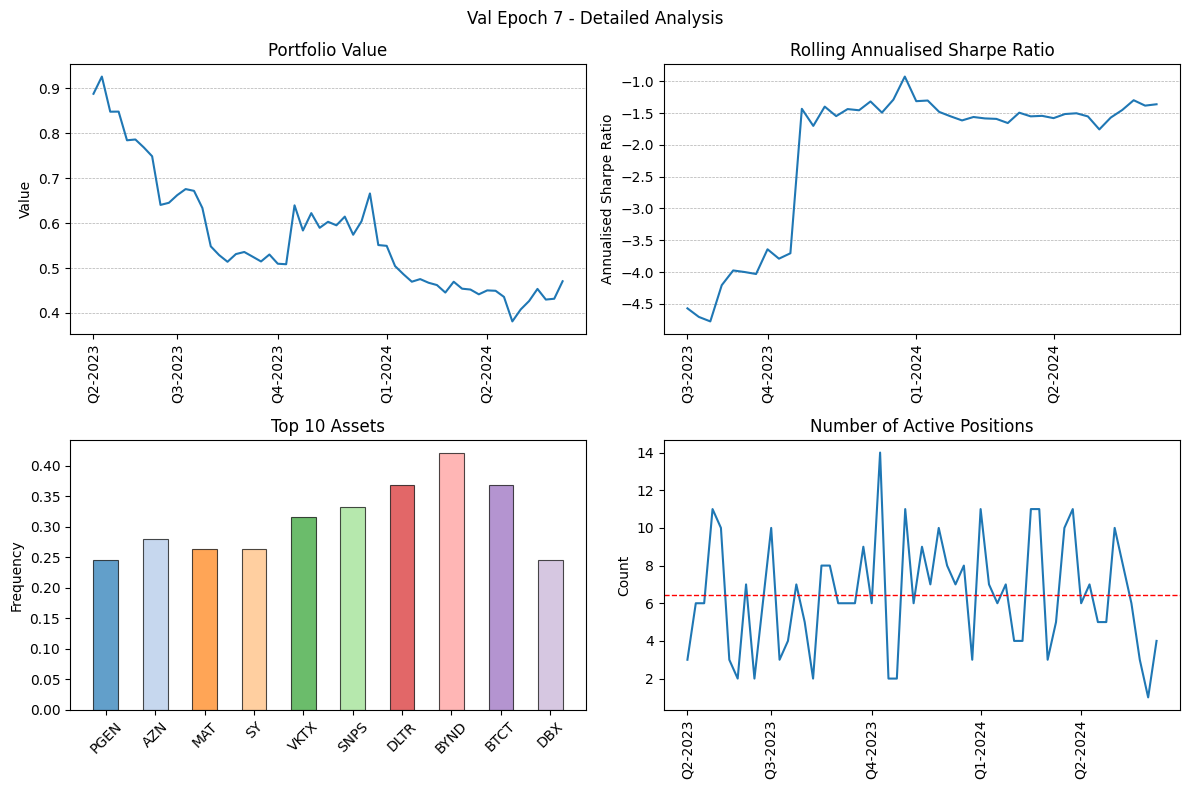 Val Epoch 7 - Detailed Analysis
Portfolio Value
Value
0.9
0.8
0.7
0.6
0.5
0.4
Q2-2023
Q3-2023
Q4-2023
Q1-2024
Q2-2024
Rolling Annualised Sharpe Ratio
Annualised Sharpe Ratio
−1.0
−1.5
−2.0
−2.5
−3.0
−3.5
−4.0
−4.5
Q3-2023
Q4-2023
Q1-2024
Q2-2024
Top 10 Assets
Frequency
0.40
0.35
0.30
0.25
0.20
0.15
0.10
0.05
0.00
PGEN
AZN
MAT
SY
VKTX
SNPS
DLTR
BYND
BTCT
DBX
Number of Active Positions
Count
14
12
10
8
6
4
2
Q2-2023
Q3-2023
Q4-2023
Q1-2024
Q2-2024